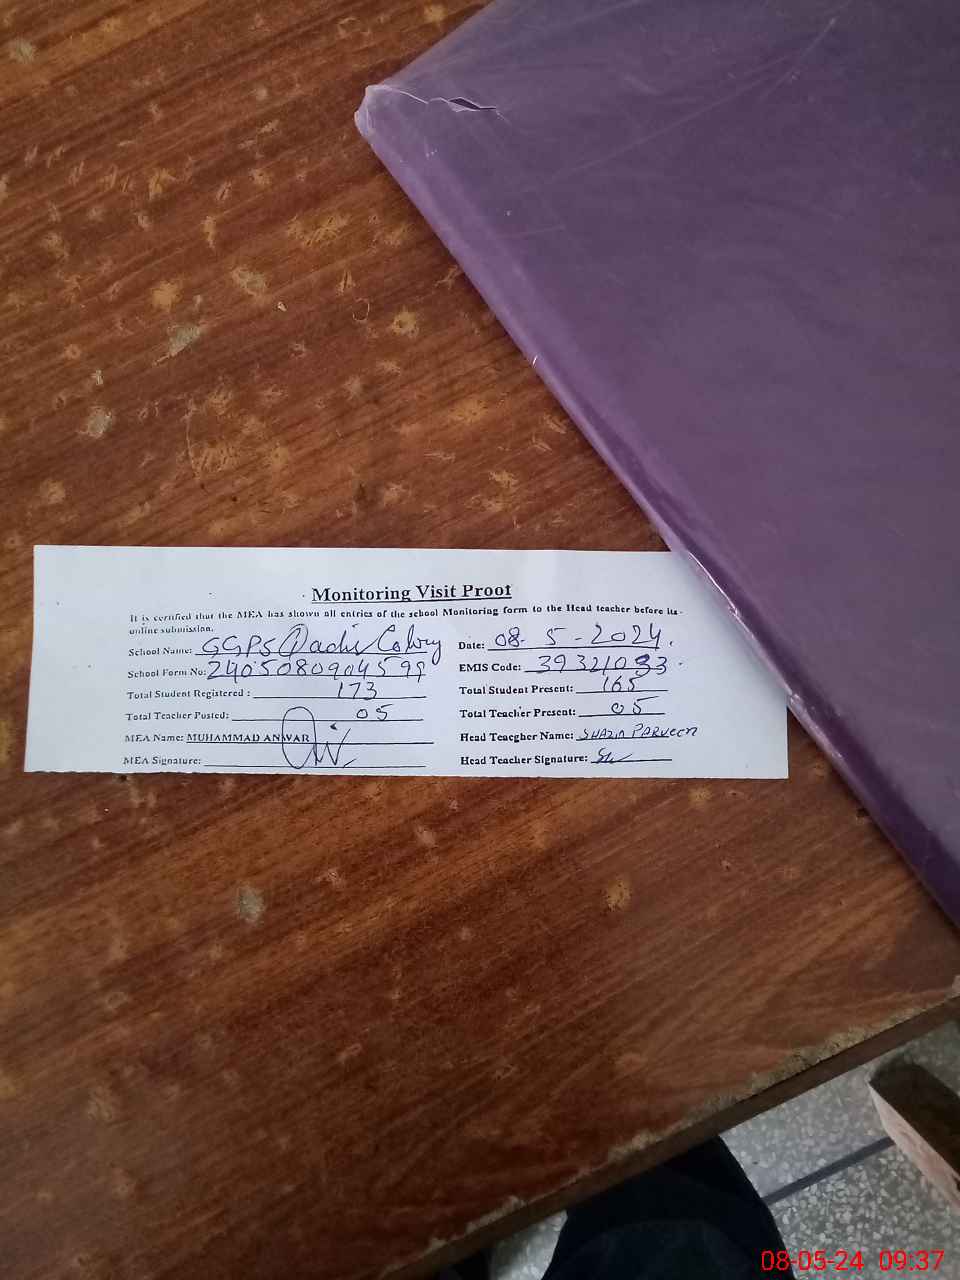 Monitoring Visit Proof
It is certified that the MEA has shown all entries of the school Monitoring form to the Head teacher before its
online submission.
School Name: GGPS Qadir Colony Date: 08-5-2024.
School Form No: 2405080904599 EMIS Code: 39321033
Total Student Registered : 173 Total Student Present: 165
Total Teacher Posted: 05 Total Teacher Present: 05
MEA Name: MUHAMMAD ANWAR Head Teacgher Name: SHAZIA PARVEEN
MEA Signature: Head Teacher Signature:
08-05-24 09:37